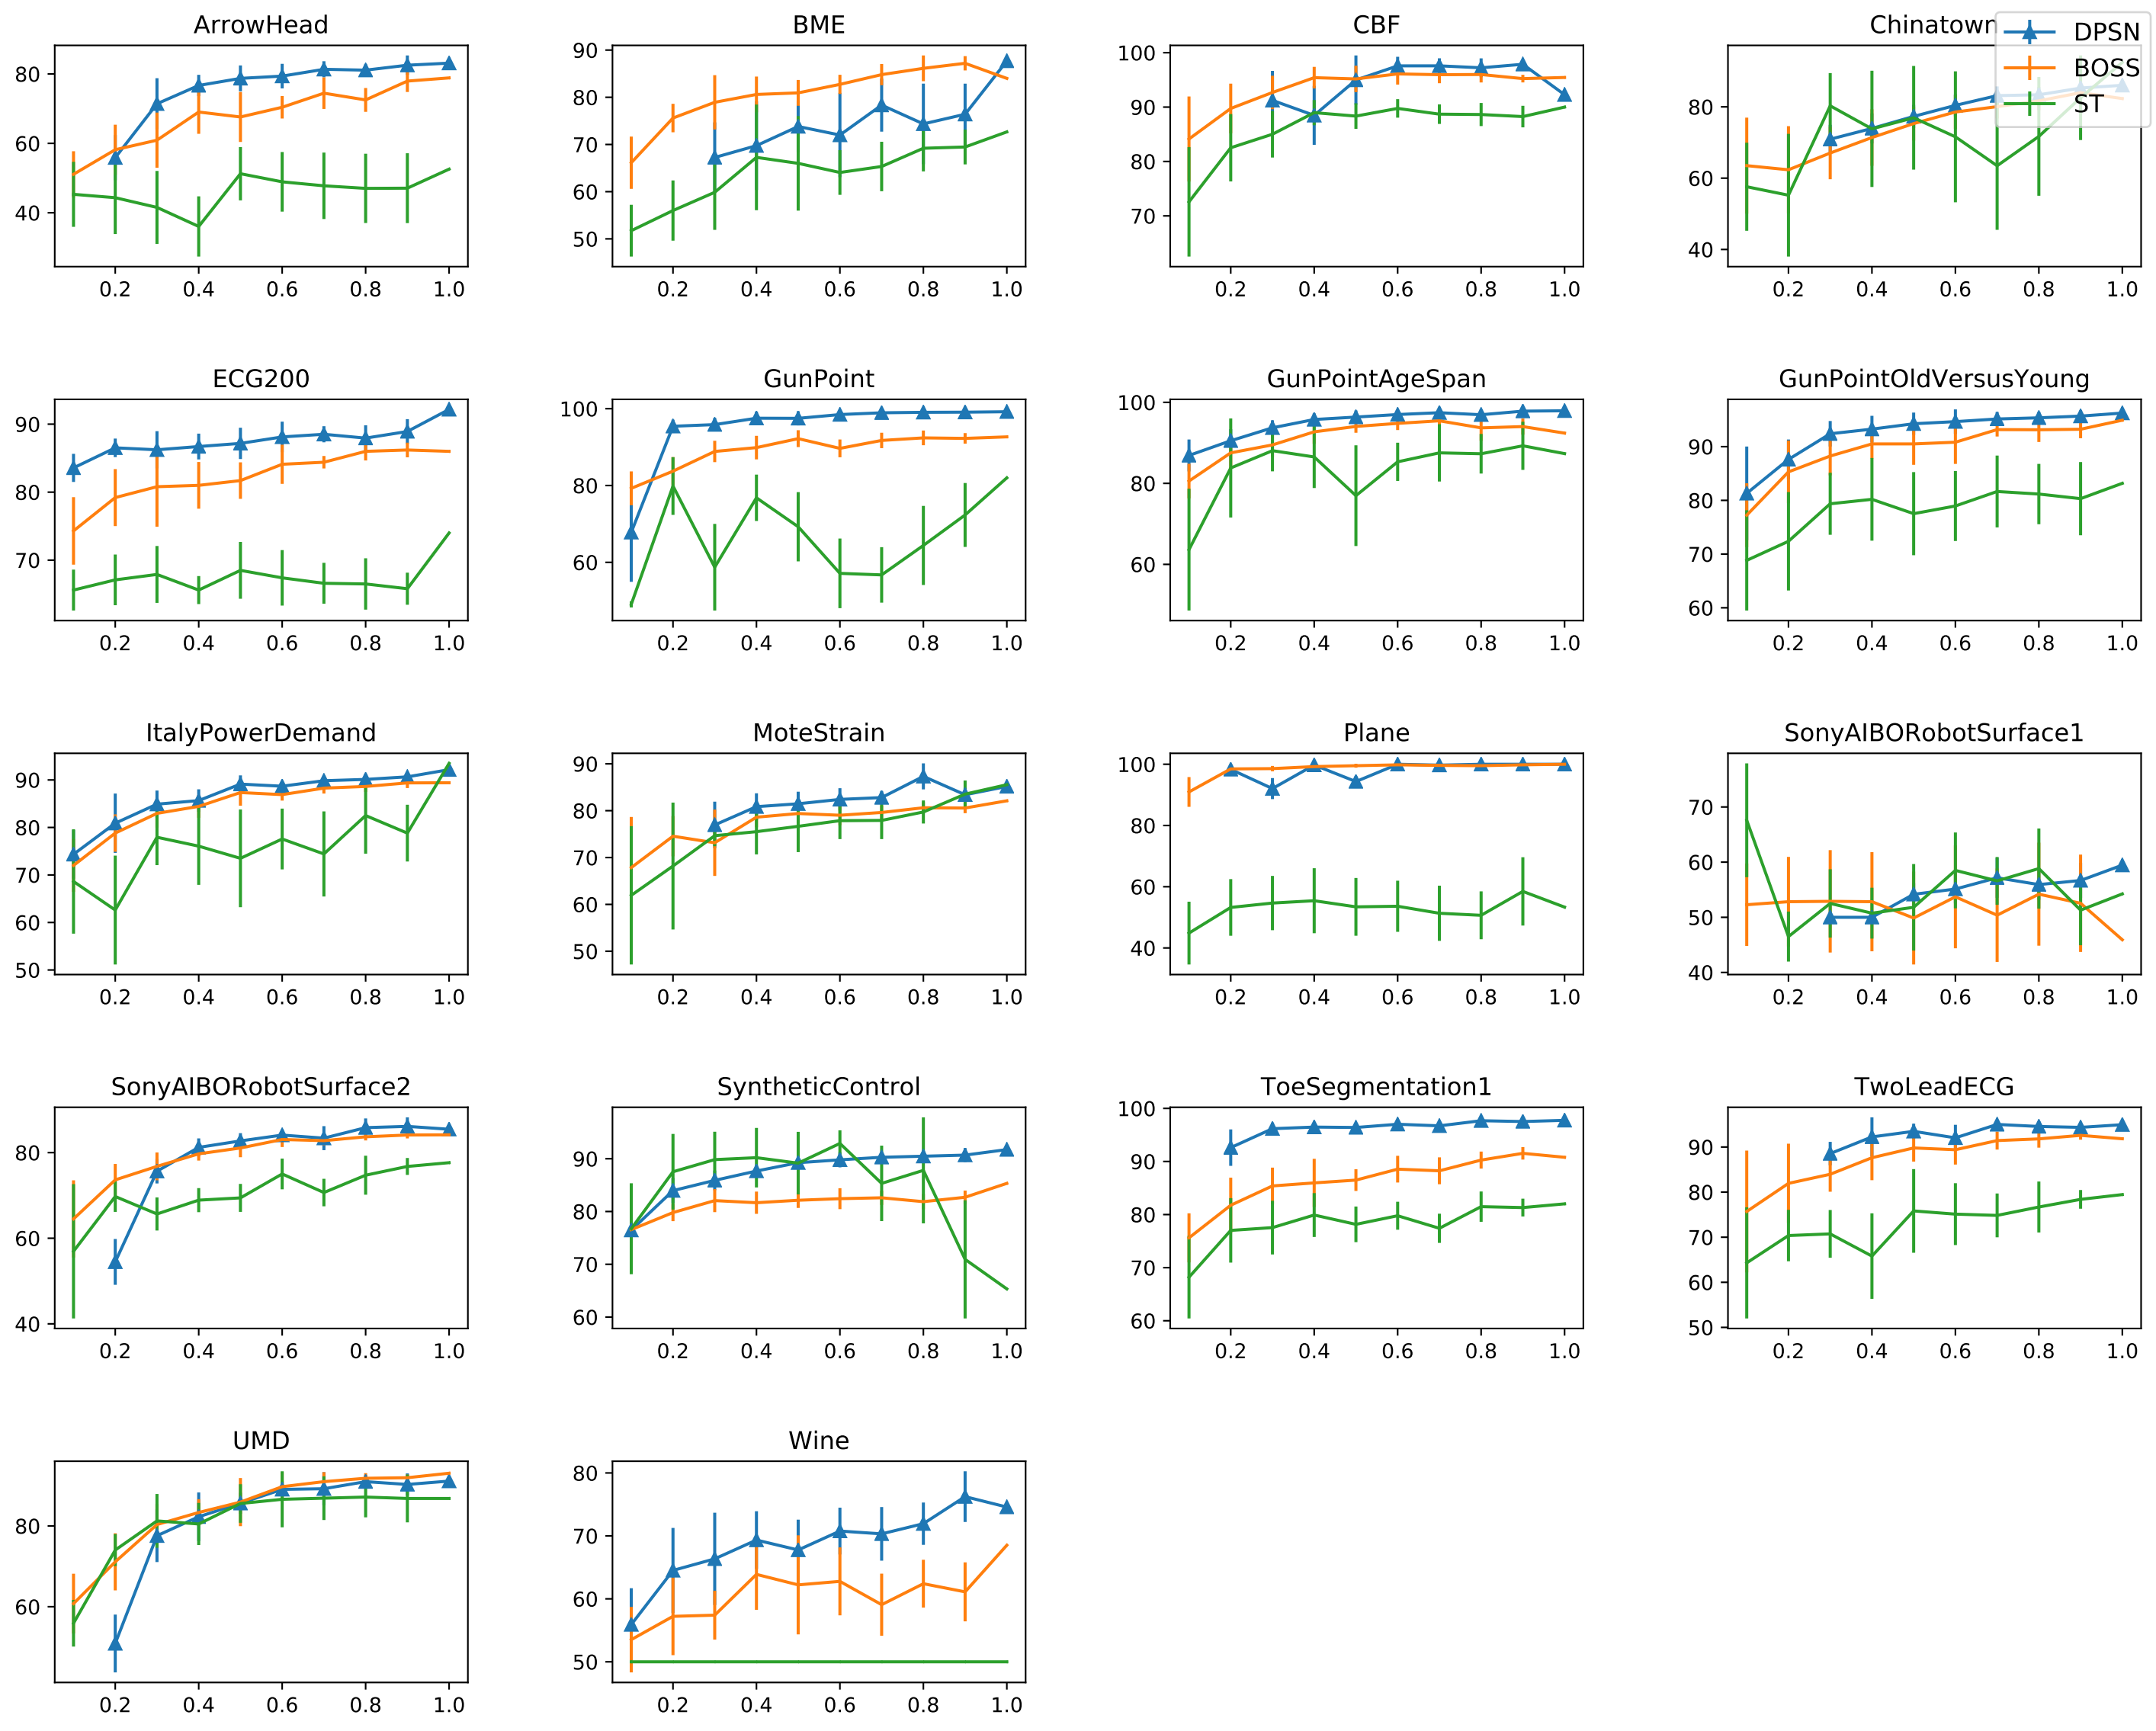 ArrowHead
BME
CBF
Chinatown
DPSN
BOSS
ST
80
60
40
0.2 0.4 0.6 0.8 1.0
90
80
70
60
50
0.2 0.4 0.6 0.8 1.0
100
90
80
70
0.2 0.4 0.6 0.8 1.0
80
60
40
0.2 0.4 0.6 0.8 1.0
ECG200
GunPoint
GunPointAgeSpan
GunPointOldVersusYoung
90
80
70
0.2 0.4 0.6 0.8 1.0
100
80
60
0.2 0.4 0.6 0.8 1.0
100
80
60
0.2 0.4 0.6 0.8 1.0
90
80
70
60
0.2 0.4 0.6 0.8 1.0
ItalyPowerDemand
MoteStrain
Plane
SonyAIBORobotSurface1
90
80
70
60
50
0.2 0.4 0.6 0.8 1.0
90
80
70
60
50
0.2 0.4 0.6 0.8 1.0
100
80
60
40
0.2 0.4 0.6 0.8 1.0
70
60
50
40
0.2 0.4 0.6 0.8 1.0
SonyAIBORobotSurface2
SyntheticControl
ToeSegmentation1
TwoLeadECG
80
60
40
0.2 0.4 0.6 0.8 1.0
90
80
70
60
0.2 0.4 0.6 0.8 1.0
100
90
80
70
60
0.2 0.4 0.6 0.8 1.0
90
80
70
60
50
0.2 0.4 0.6 0.8 1.0
UMD
Wine
80
60
0.2 0.4 0.6 0.8 1.0
80
70
60
50
0.2 0.4 0.6 0.8 1.0